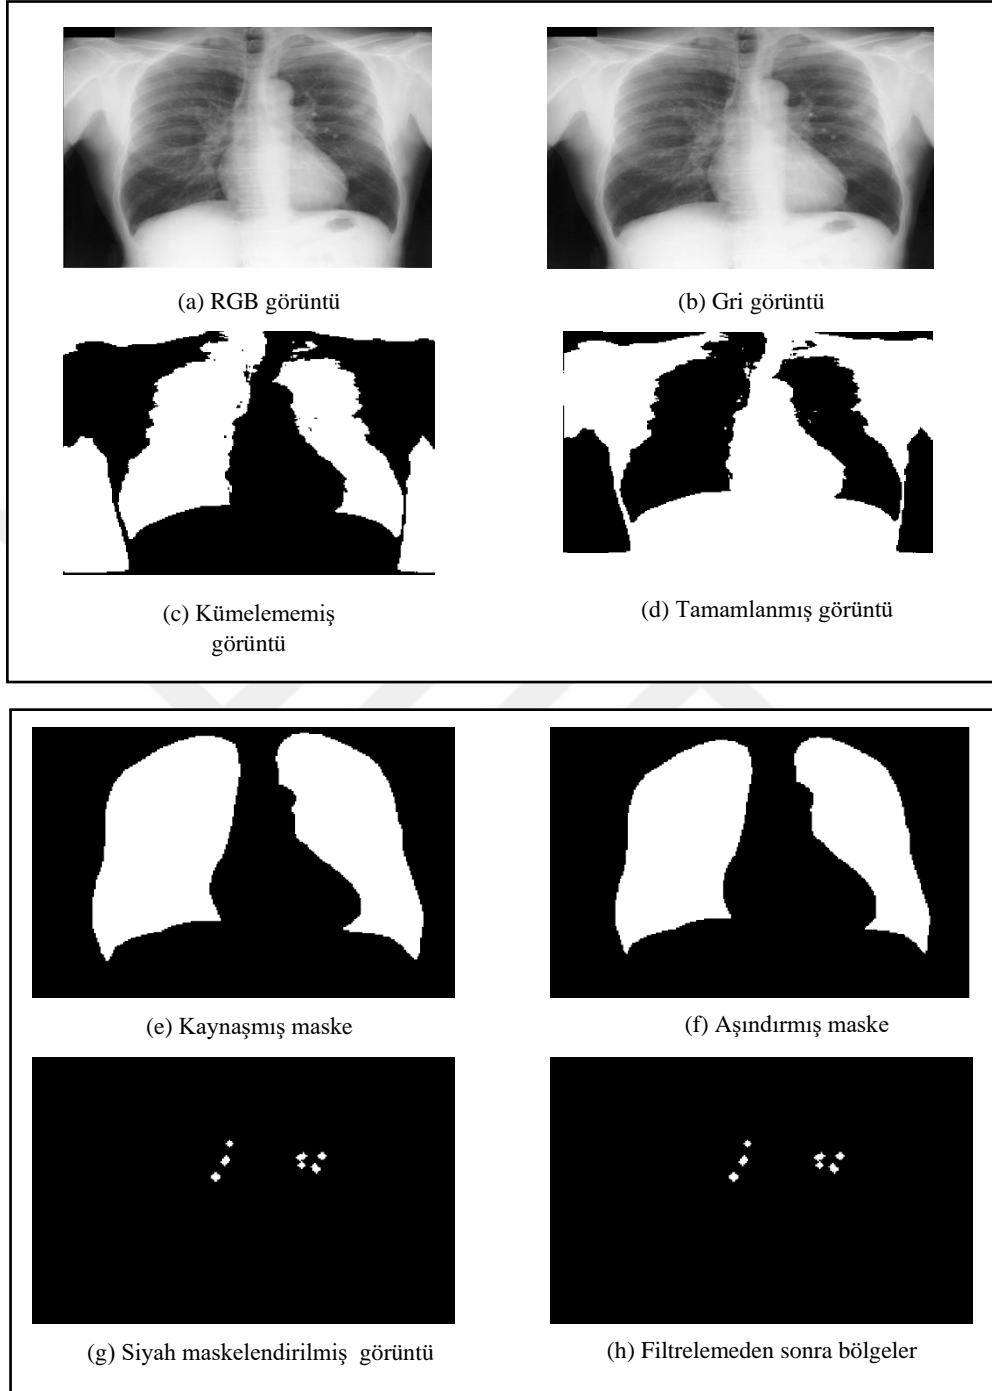 (a) RGB görüntü
(b) Gri görüntü
(c) Kümelememiş
görüntü
(d) Tamamlanmış görüntü
(e) Kaynaşmış maske
(f) Aşındırmış maske
(g) Siyah maskelendirilmiş görüntü
(h) Filtrelemeden sonra bölgeler